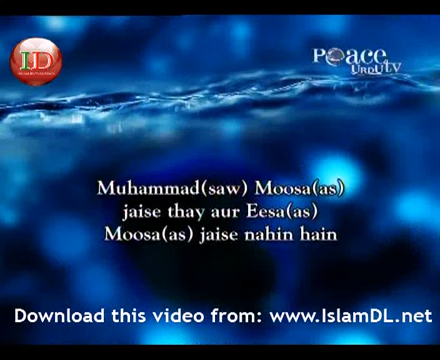 ID
Peace
URDU TV
Muhammad(saw) Moosa(as)
jaise thay aur Eesa(as)
Moosa(as) jaise nahin hain
Download this video from: www.IslamDL.net